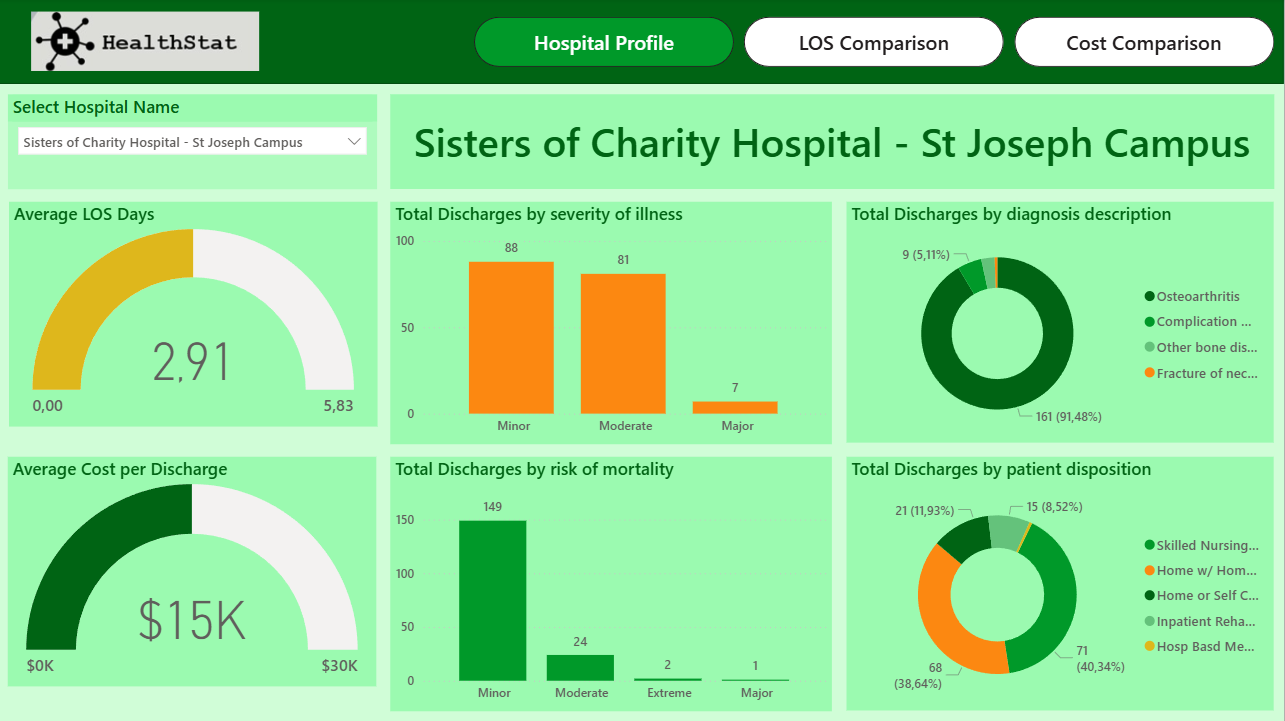 HealthStat
Hospital Profile
LOS Comparison
Cost Comparison
Select Hospital Name
Sisters of Charity Hospital - St Joseph Campus
Sisters of Charity Hospital - St Joseph Campus
Average LOS Days
2,91
0,00
5,83
Total Discharges by severity of illness
100
50
0
88
81
7
Minor
Moderate
Major
Total Discharges by diagnosis description
9 (5,11%)
161 (91,48%)
Osteoarthritis
Complication ...
Other bone dis...
Fracture of nec...
Average Cost per Discharge
$15K
$0K
$30K
Total Discharges by risk of mortality
150
100
50
0
149
24
2
1
Minor
Moderate
Extreme
Major
Total Discharges by patient disposition
21 (11,93%)
15 (8,52%)
71
(40,34%)
68
(38,64%)
Skilled Nursing...
Home w/ Hom...
Home or Self C...
Inpatient Reha...
Hosp Basd Me...